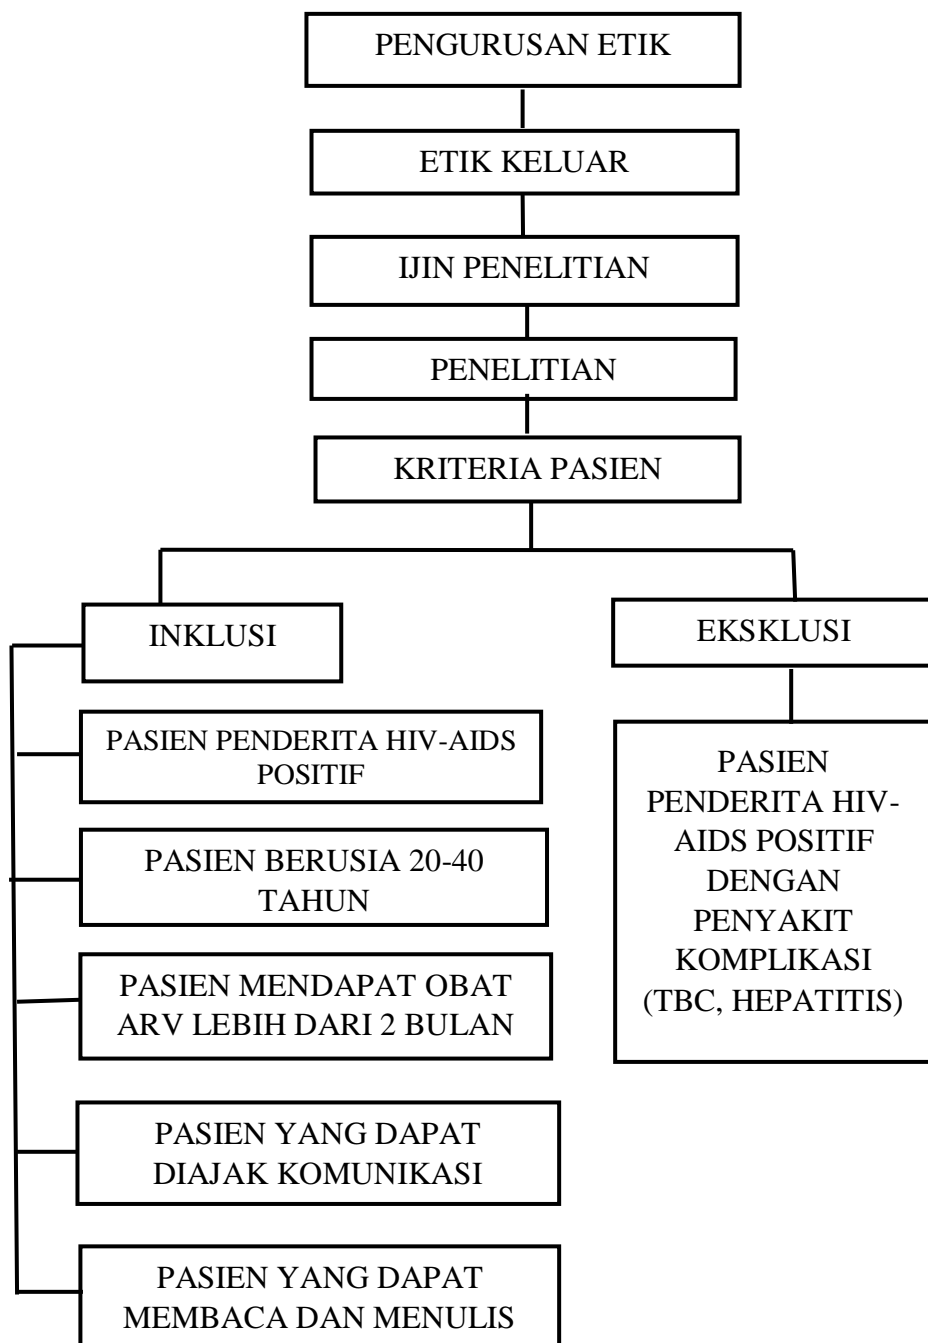 PENGURUSAN ETIK
ETIK KELUAR
IJIN PENELITIAN
PENELITIAN
KRITERIA PASIEN
INKLUSI
PASIEN PENDERITA HIV-AIDS
POSITIF
PASIEN BERUSIA 20-40
TAHUN
PASIEN MENDAPAT OBAT
ARV LEBIH DARI 2 BULAN
PASIEN YANG DAPAT
DIAJAK KOMUNIKASI
PASIEN YANG DAPAT
MEMBACA DAN MENULIS
EKSKLUSI
PASIEN
PENDERITA HIV-
AIDS POSITIF
DENGAN
PENYAKIT
KOMPLIKASI
(TBC, HEPATITIS)